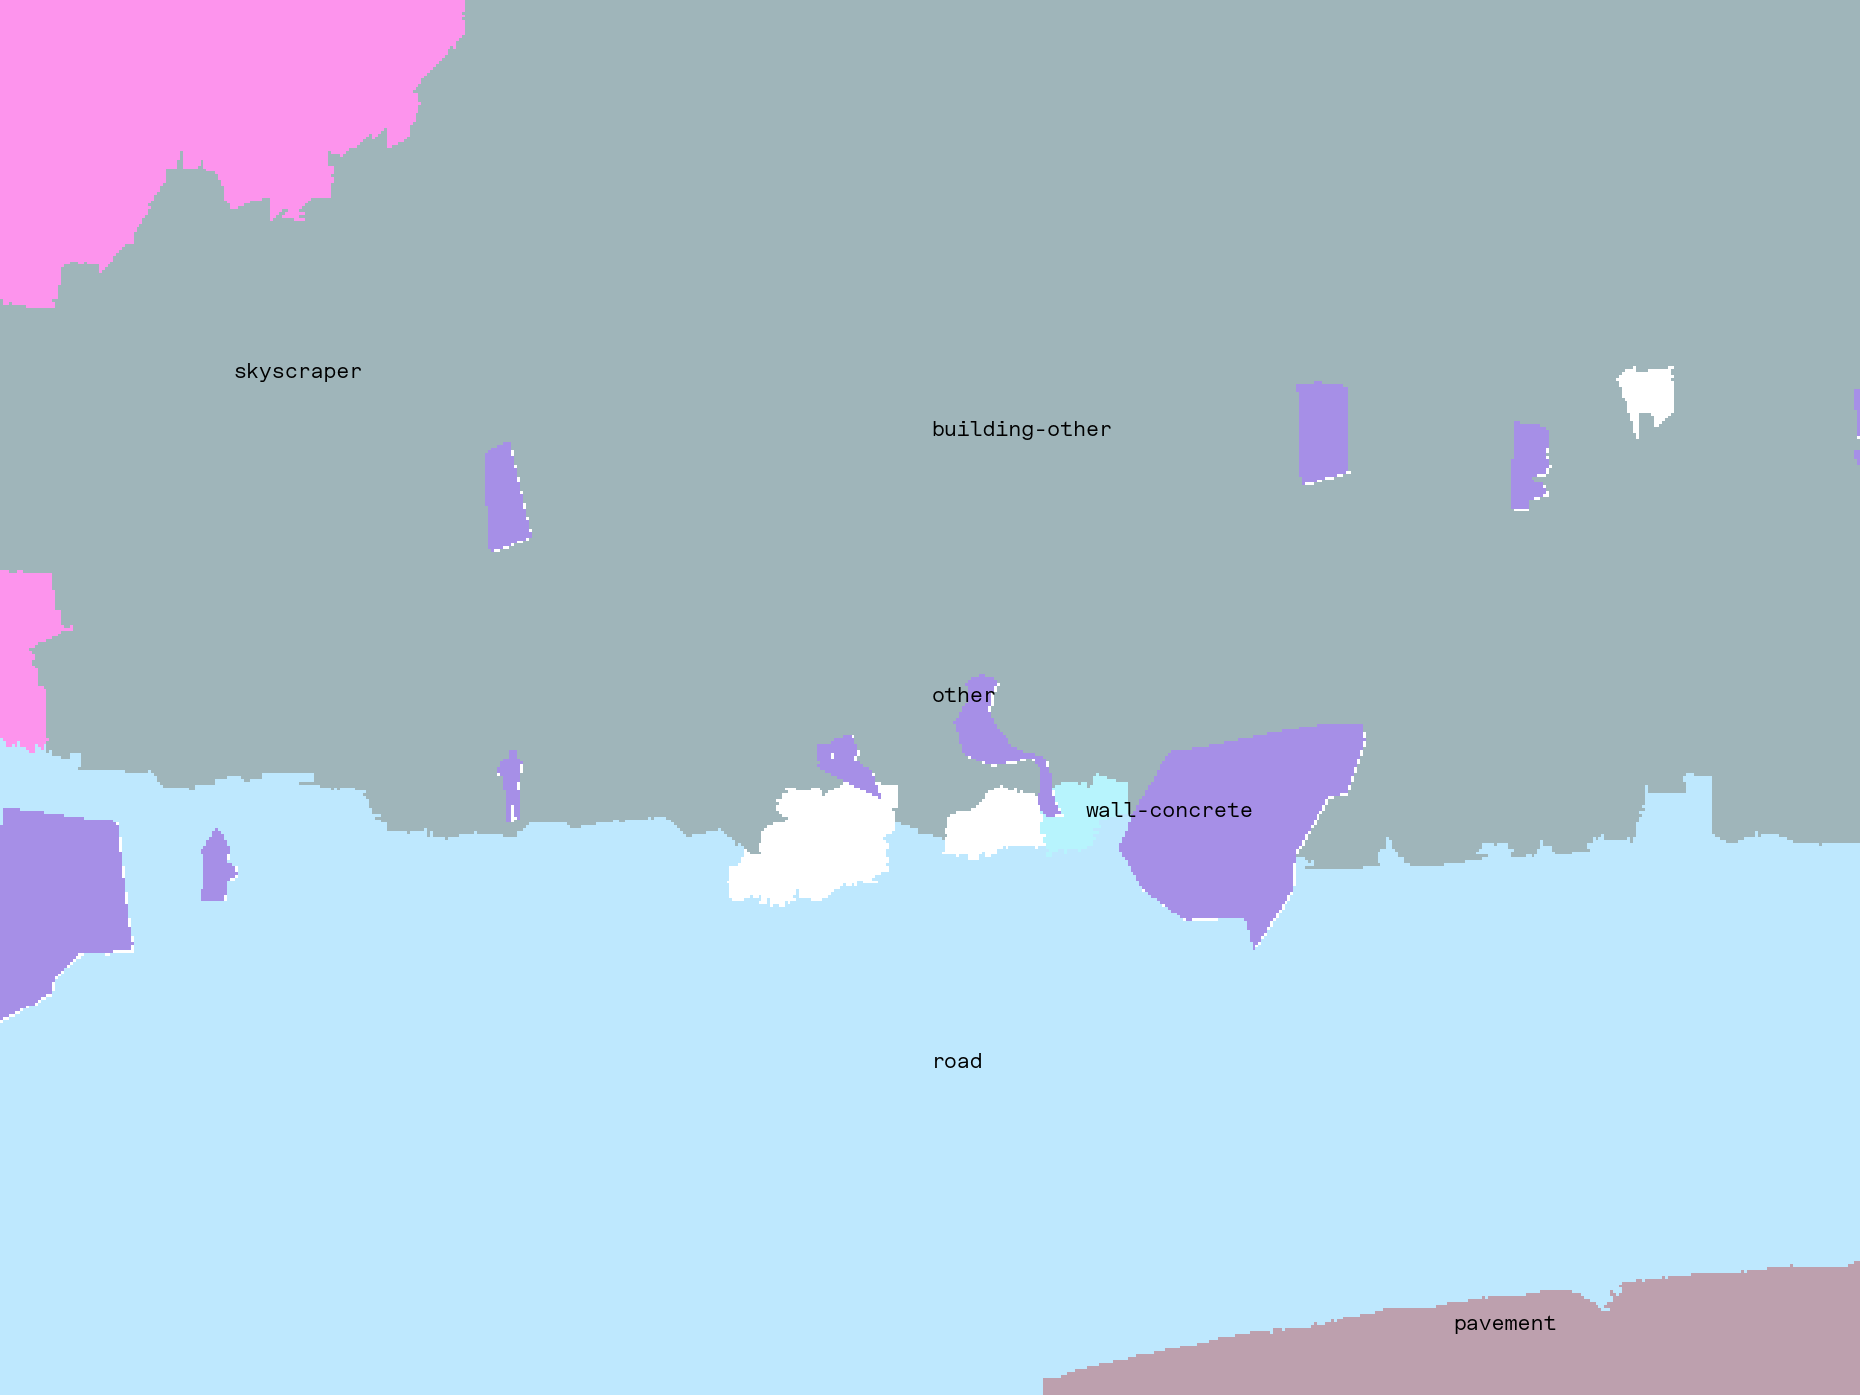 skyscraper
building-other
other
wall-concrete
road
pavement